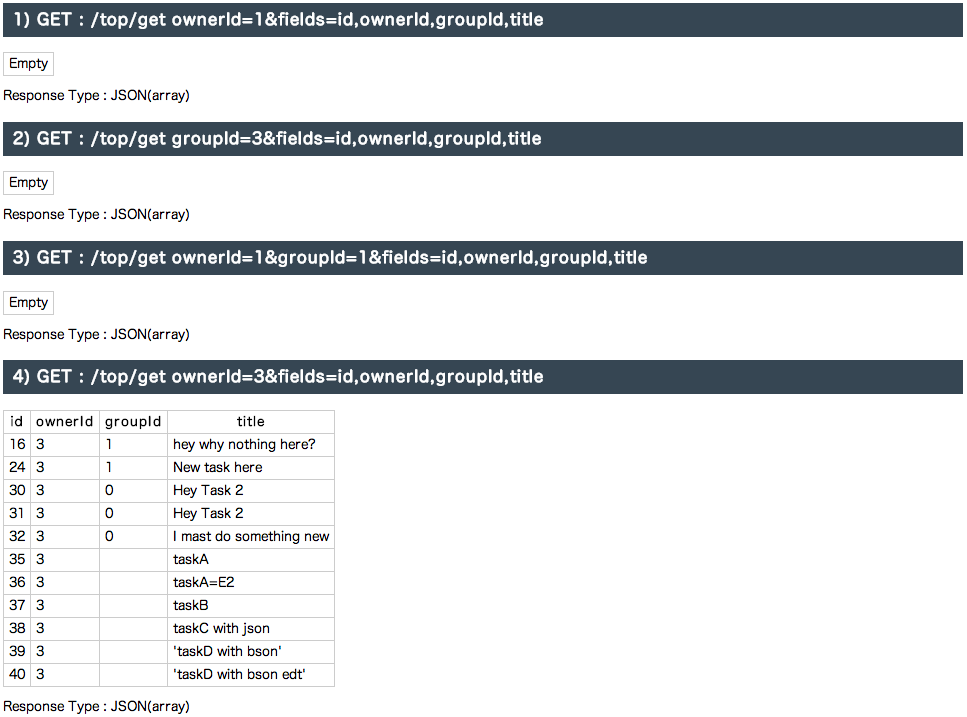 1) GET : /top/get ownerId=1&fields=id,ownerId,groupId,title
Empty
Response Type : JSON(array)
2) GET : /top/get groupId=3&fields=id,ownerId,groupId,title
Empty
Response Type : JSON(array)
3) GET : /top/get ownerId=1&groupId=1&fields=id,ownerId,groupId,title
Empty
Response Type : JSON(array)
4) GET : /top/get ownerId=3&fields=id,ownerId,groupId,title
id ownerId groupId title
16 3 1 hey why nothing here?
24 3 1 New task here
30 3 0 Hey Task 2
31 3 0 Hey Task 2
32 3 0 I mast do something new
35 3 taskA
36 3 taskA=E2
37 3 taskB
38 3 taskC with json
39 3 'taskD with bson'
40 3 'taskD with bson edt'
Response Type : JSON(array)